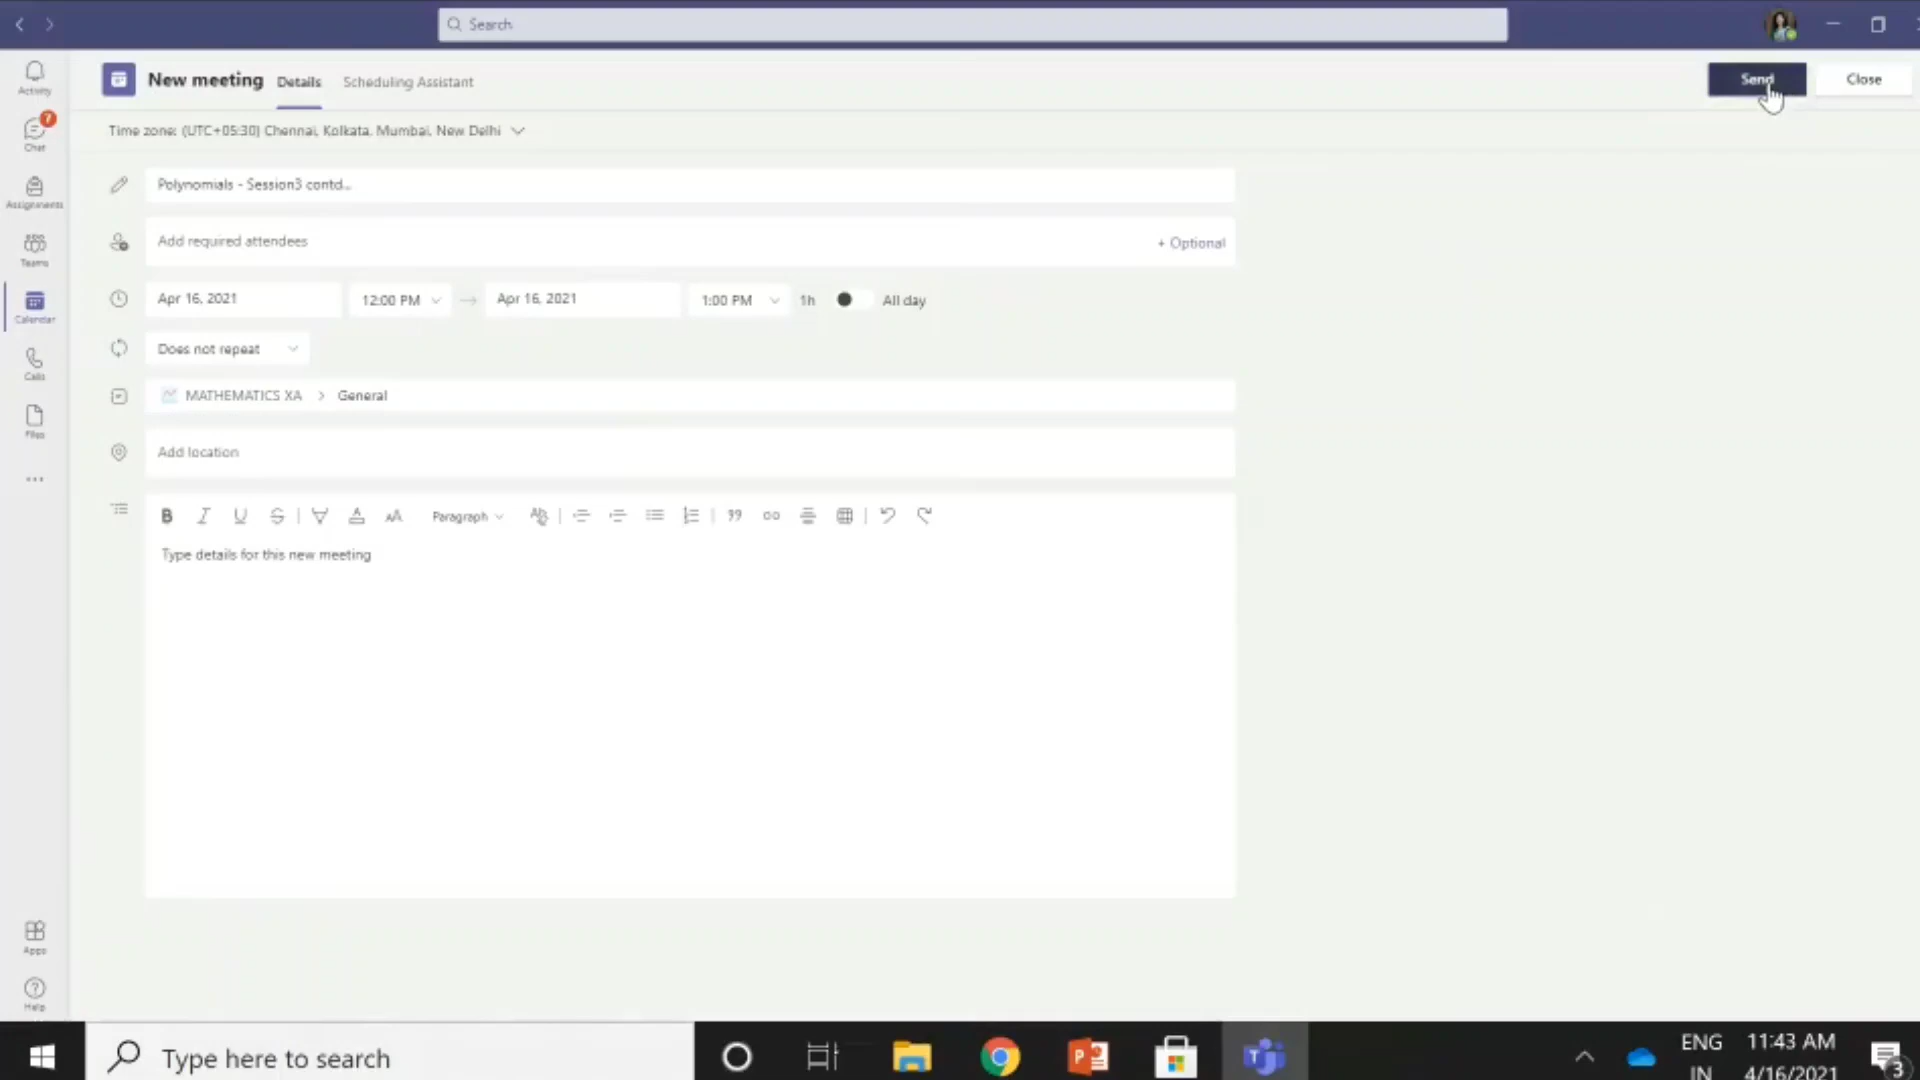 Search
New meeting Details Scheduling Assistant Send Close
Time zone: (UTC+05:30) Chennai, Kolkata, Mumbai, New Delhi
Activity
7
Chat
Assignments
Teams
Calendar
Calls
Files
Polynomials - Session3 contd...
Add required attendees + Optional
Apr 16, 2021 12:00 PM → Apr 16, 2021 1:00 PM 1h All day
Does not repeat
MATHEMATICS XA > General
Add location
B I U S Paragraph
Type details for this new meeting
Apps
Help
Type here to search
ENG 11:43 AM
IN 4/16/2021 3